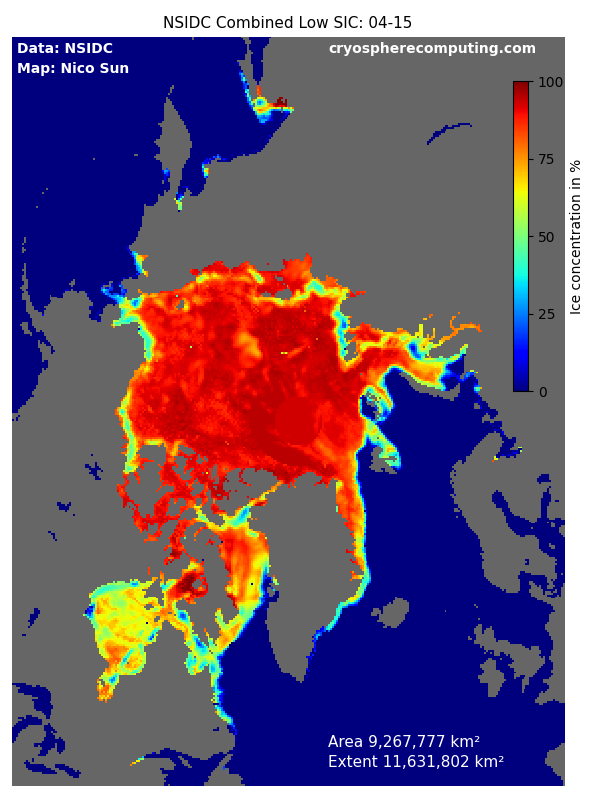 NSIDC Combined Low SIC: 04-15
Data: NSIDC
Map: Nico Sun
cryospherecomputing.com
100
75
50
25
0
Ice concentration in %
Area 9,267,777 km²
Extent 11,631,802 km²